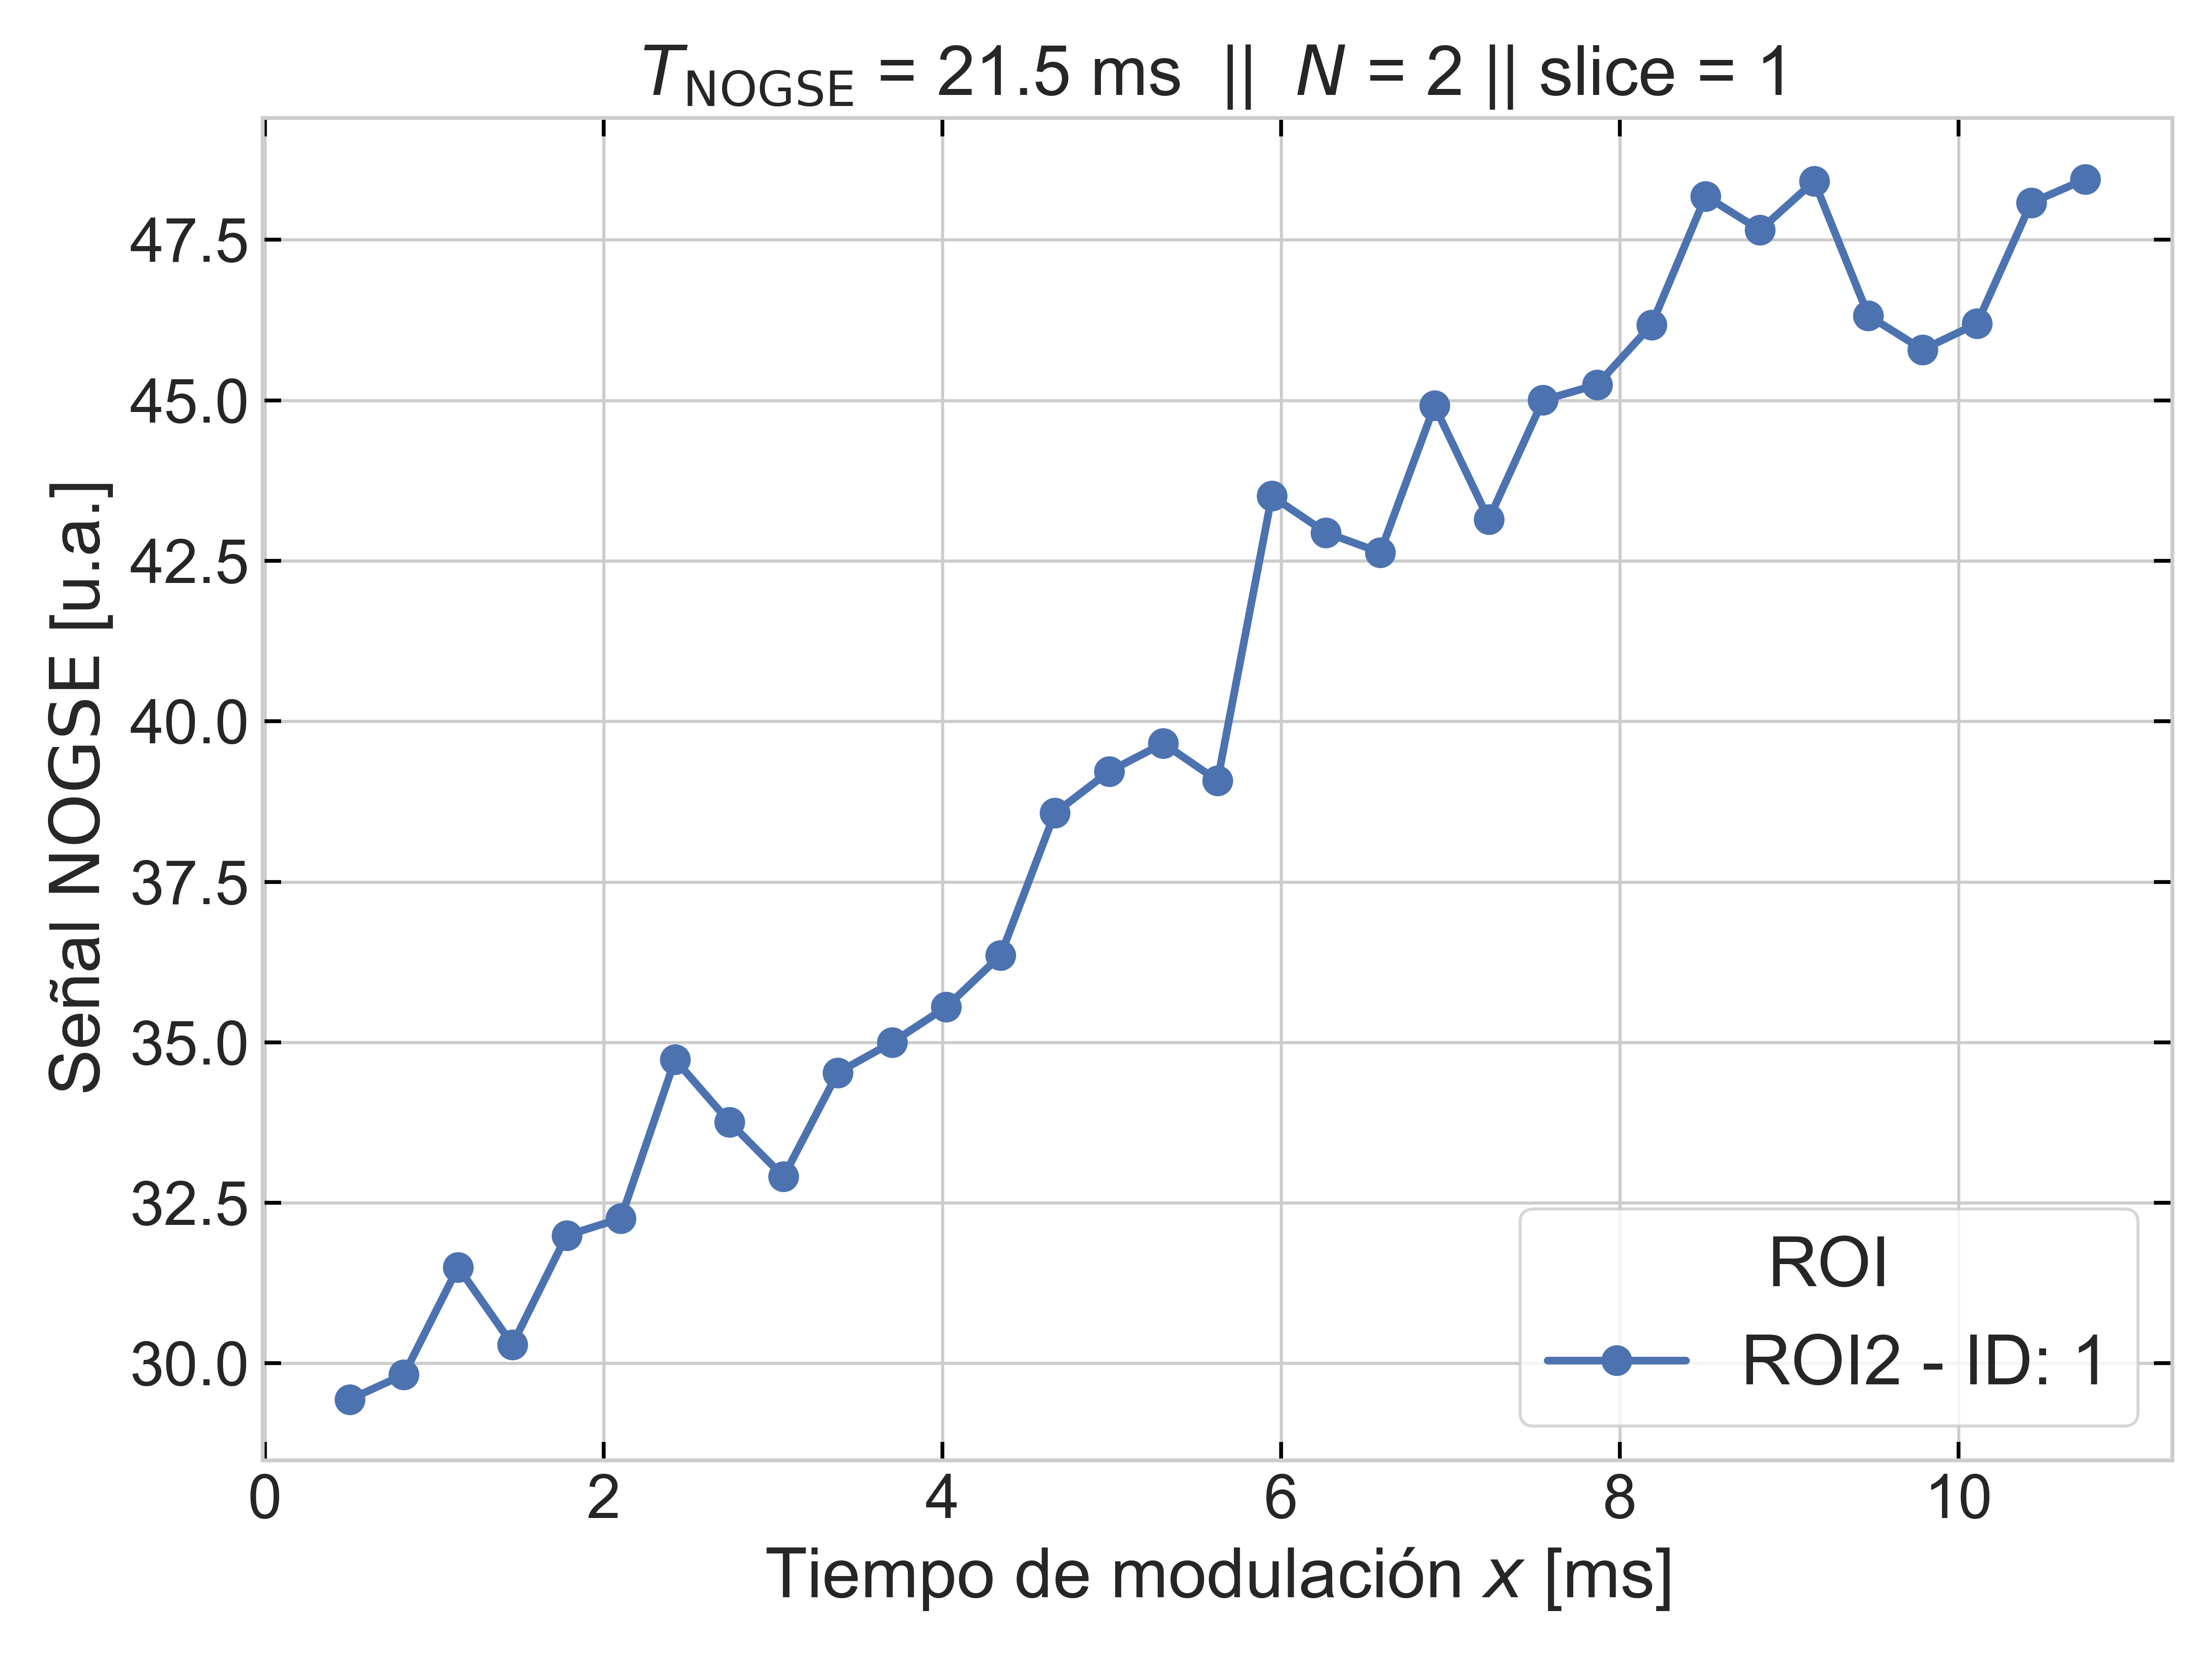 T_NOGSE = 21.5 ms || N = 2 || slice = 1
Señal NOGSE [u.a.]
47.5
45.0
42.5
40.0
37.5
35.0
32.5
30.0
ROI
ROI2 - ID: 1
0 2 4 6 8 10
Tiempo de modulación x [ms]